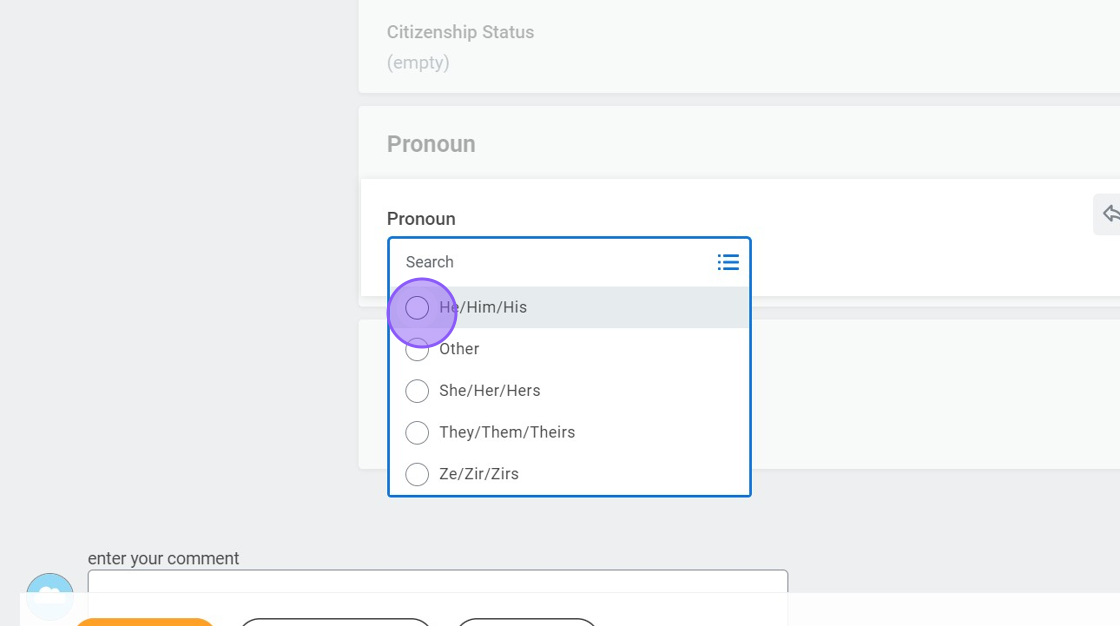 Citizenship Status
(empty)
Pronoun
Pronoun
Search
He/Him/His
Other
She/Her/Hers
They/Them/Theirs
Ze/Zir/Zirs
enter your comment